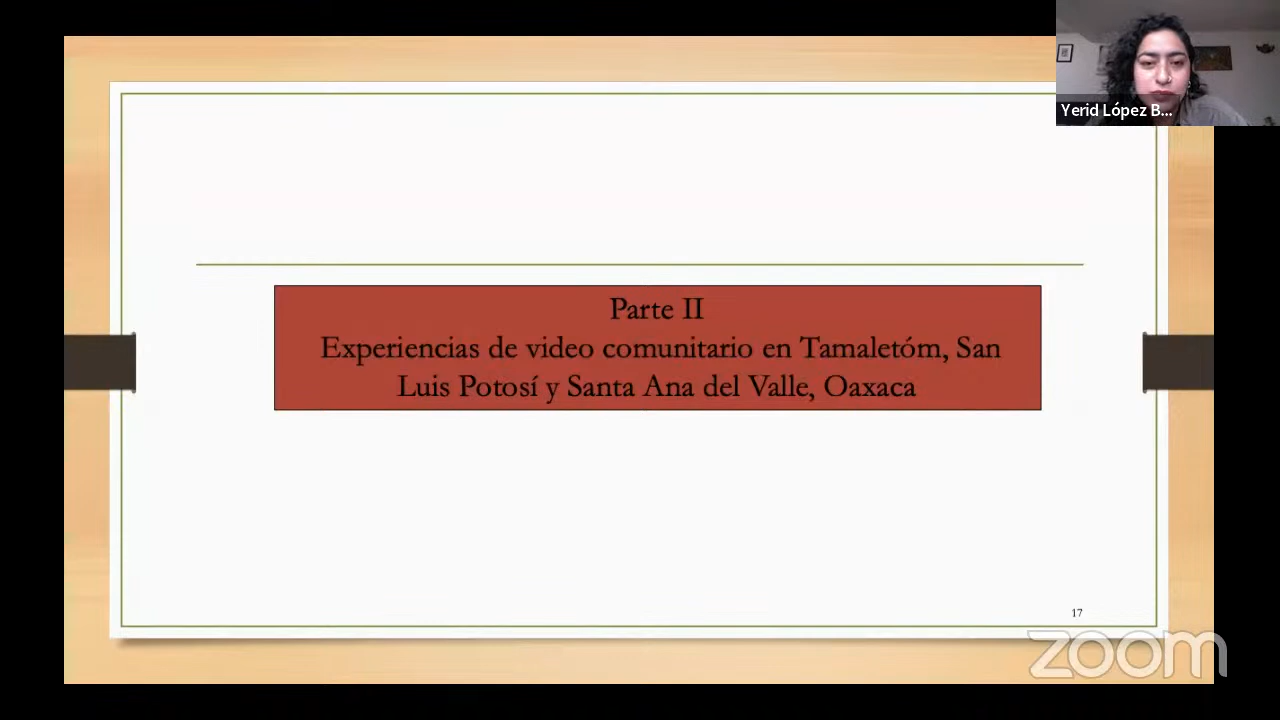 Yerid López B...
Parte II
Experiencias de video comunitario en Tamaletóm, San
Luis Potosí y Santa Ana del Valle, Oaxaca
17
zoom